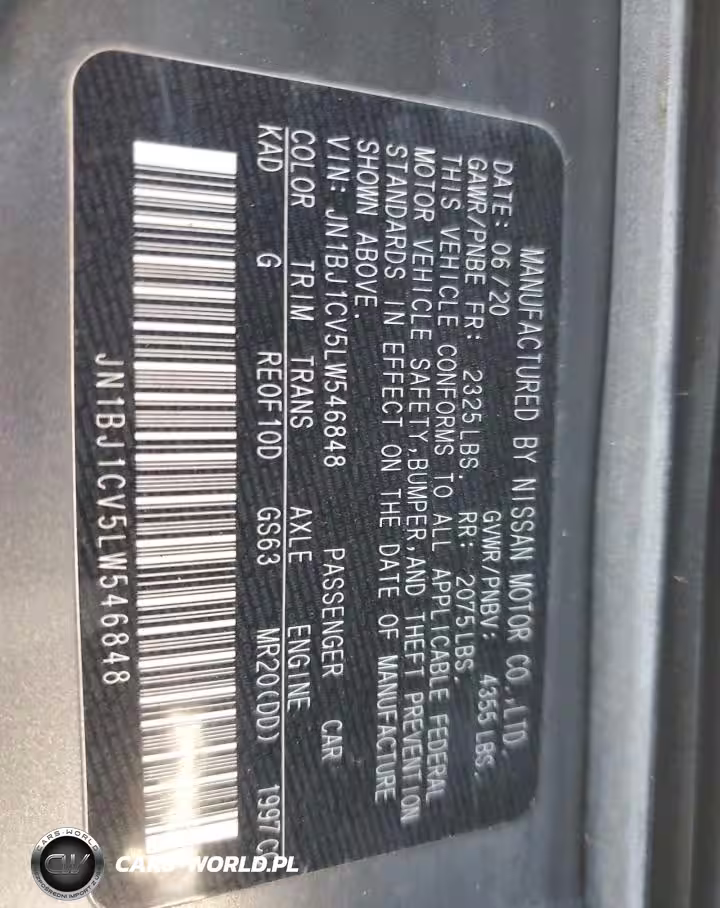 MANUFACTURED BY NISSAN MOTOR CO.,LTD.
DATE: 06/20 GVWR/PNBV: 4355 LBS.
GAWR/PNBE FR: 2325 LBS. RR: 2075 LBS.
THIS VEHICLE CONFORMS TO ALL APPLICABLE FEDERAL
MOTOR VEHICLE SAFETY,BUMPER,AND THEFT PREVENTION
STANDARDS IN EFFECT ON THE DATE OF MANUFACTURE
SHOWN ABOVE.
VIN: JN1BJ1CV5LW546848 PASSENGER CAR
COLOR TRIM TRANS AXLE ENGINE
KAD G RE0F10D GS63 MR20(DD) 1997CC
JN1BJ1CV5LW546848
CARS-WORLD
CW
CARS-WORLD.PL